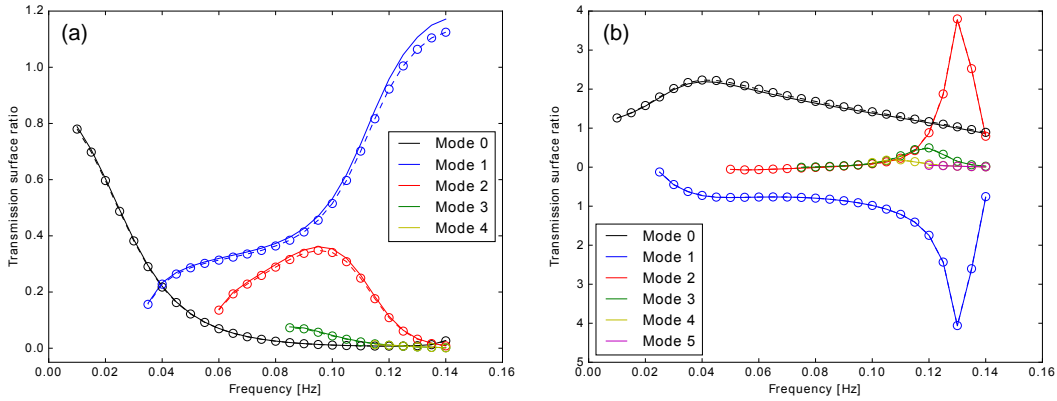 (a)
Transmission surface ratio
1.2
1.0
0.8
0.6
0.4
0.2
0.0
Mode 0
Mode 1
Mode 2
Mode 3
Mode 4
0.00 0.02 0.04 0.06 0.08 0.10 0.12 0.14 0.16
Frequency [Hz]
(b)
Transmission surface ratio
4
3
2
1
0
1
2
3
4
5
Mode 0
Mode 1
Mode 2
Mode 3
Mode 4
Mode 5
0.00 0.02 0.04 0.06 0.08 0.10 0.12 0.14 0.16
Frequency [Hz]